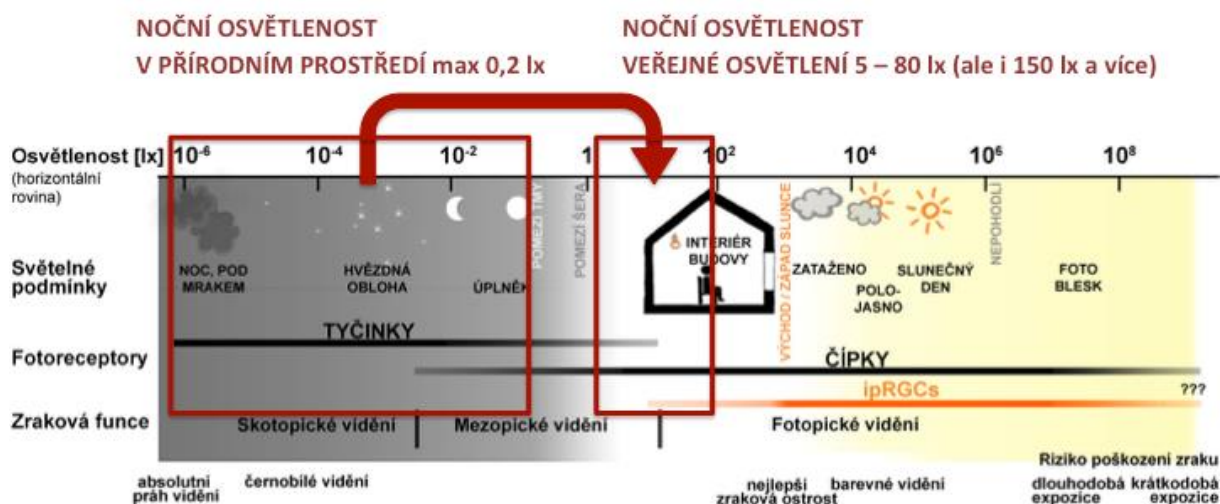 NOČNÍ OSVĚTLENOST
V PŘÍRODNÍM PROSTŘEDÍ max 0,2 lx
NOČNÍ OSVĚTLENOST
VEŘEJNÉ OSVĚTLENÍ 5 – 80 lx (ale i 150 lx a více)
Osvětlenost [lx] 10⁻⁶ 10⁻⁴ 10⁻² 1 10² 10⁴ 10⁶ 10⁸
(horizontální
rovina)
POMEZÍ TMY
POMEZÍ ŠERA
VÝCHOD / ZÁPAD SLUNCE
NEPOHODLÍ
Světelné
podmínky
NOC, POD
MRAKEM
HVĚZDNÁ
OBLOHA
ÚPLNĚK
INTERIÉR
BUDOVY
ZATAŽENO
POLO-
JASNO
SLUNEČNÝ
DEN
FOTO
BLESK
TYČINKY
Fotoreceptory
ČÍPKY
ipRGCs
???
Zraková funce
Skotopické vidění
Mezopické vidění
Fotopické vidění
absolutni
práh vidění
černobílé vidění
nejlepši
zraková ostrost
barevné vidění
Riziko poškozeni zraku
dlouhodobá
expozice
krátkodobá
expozice